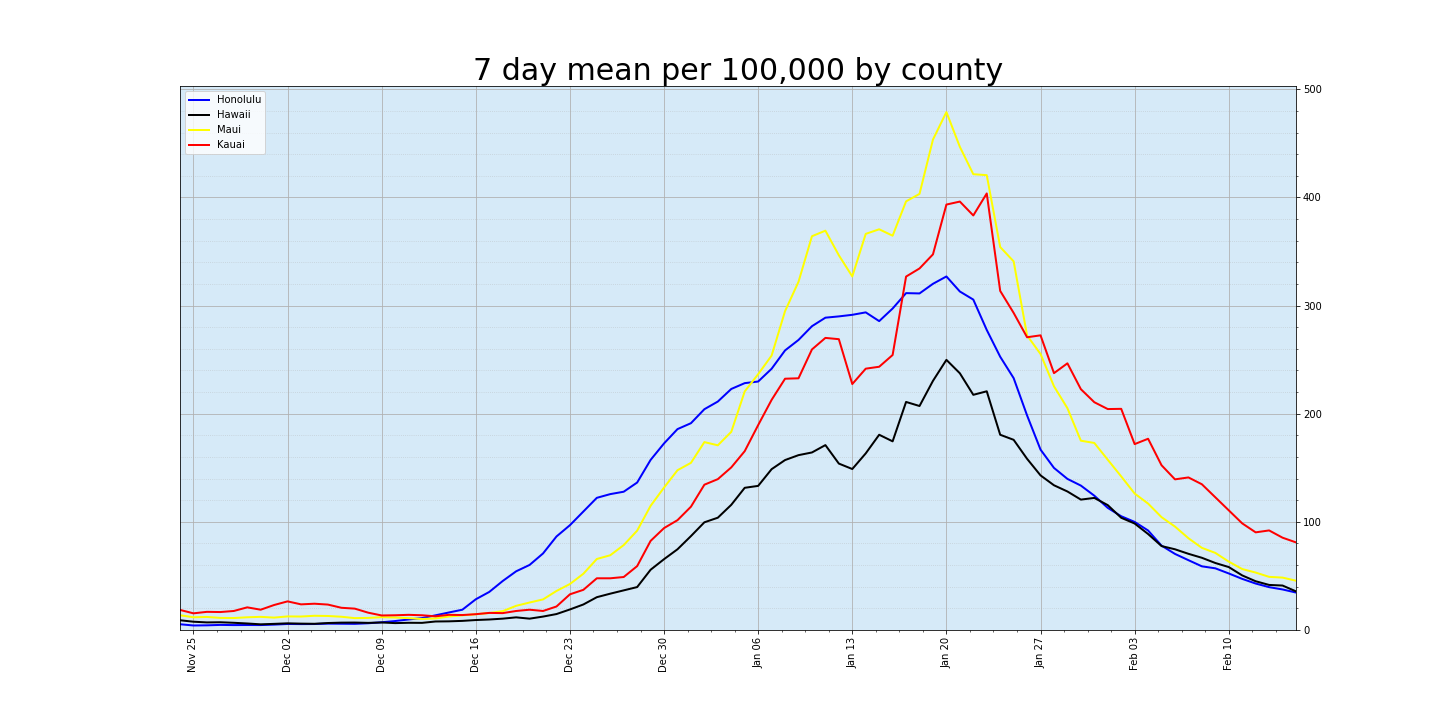 7 day mean per 100,000 by county
Honolulu
Hawaii
Maui
Kauai
500
400
300
200
100
0
Nov 25
Dec 02
Dec 09
Dec 16
Dec 23
Dec 30
Jan 06
Jan 13
Jan 20
Jan 27
Feb 03
Feb 10